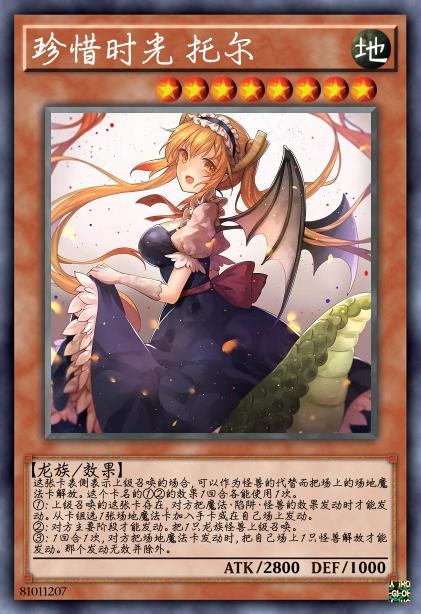 珍惜时光 托尔
地
【龙族/效果】
这张卡表侧表示上级召唤的场合，可以作为怪兽的代替而把场上的场地魔
法卡解放。这个卡名的①②的效果1回合各能使用1次。
①：上级召唤的这张卡存在，对方把魔法·陷阱·怪兽的效果发动时才能发
动。从卡组选1张场地魔法卡加入手卡或在自己场上发动。
②：对方主要阶段才能发动。把1只龙族怪兽上级召唤。
③：1回合1次，对方把场地魔法卡发动时，把自己场上1只怪兽解放才能
发动。那个发动无效并除外。
ATK/2800 DEF/1000
81011207